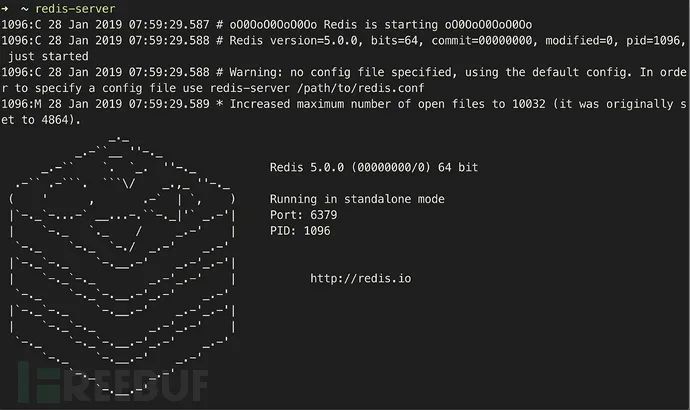 ➜  ~ redis-server
1096:C 28 Jan 2019 07:59:29.587 # oO0OoO0OoO0Oo Redis is starting oO0OoO0OoO0Oo
1096:C 28 Jan 2019 07:59:29.588 # Redis version=5.0.0, bits=64, commit=00000000, modified=0, pid=1096,
just started
1096:C 28 Jan 2019 07:59:29.588 # Warning: no config file specified, using the default config. In orde
r to specify a config file use redis-server /path/to/redis.conf
1096:M 28 Jan 2019 07:59:29.589 * Increased maximum number of open files to 10032 (it was originally s
et to 4864).
Redis 5.0.0 (00000000/0) 64 bit
Running in standalone mode
Port: 6379
PID: 1096
http://redis.io
FREEBUF